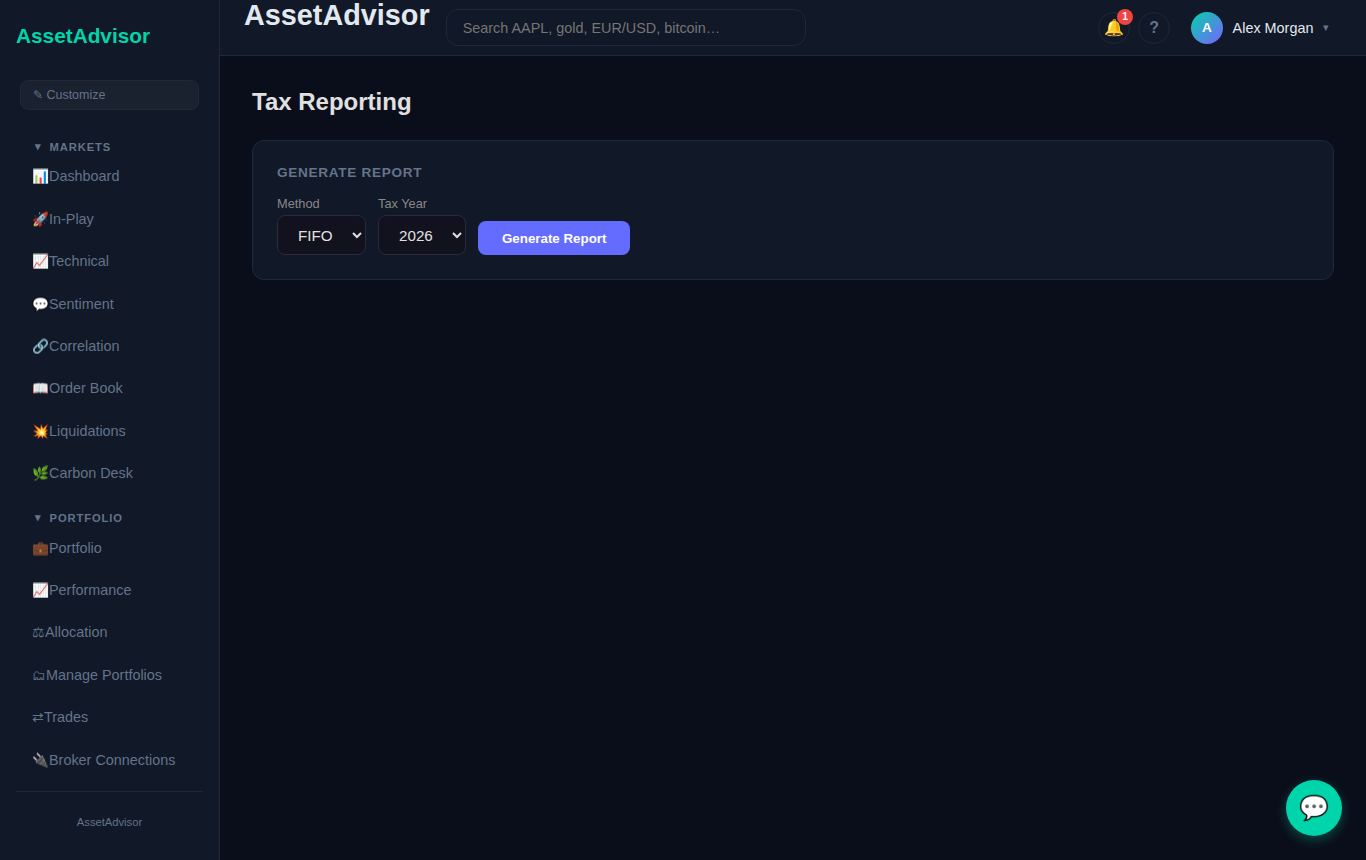 AssetAdvisor
✎ Customize
▼ MARKETS
Dashboard
In-Play
Technical
Sentiment
Correlation
Order Book
Liquidations
Carbon Desk
▼ PORTFOLIO
Portfolio
Performance
Allocation
Manage Portfolios
Trades
Broker Connections
AssetAdvisor
AssetAdvisor
Search AAPL, gold, EUR/USD, bitcoin…
1
?
A
Alex Morgan ▼
Tax Reporting
GENERATE REPORT
Method
Tax Year
FIFO
2026
Generate Report